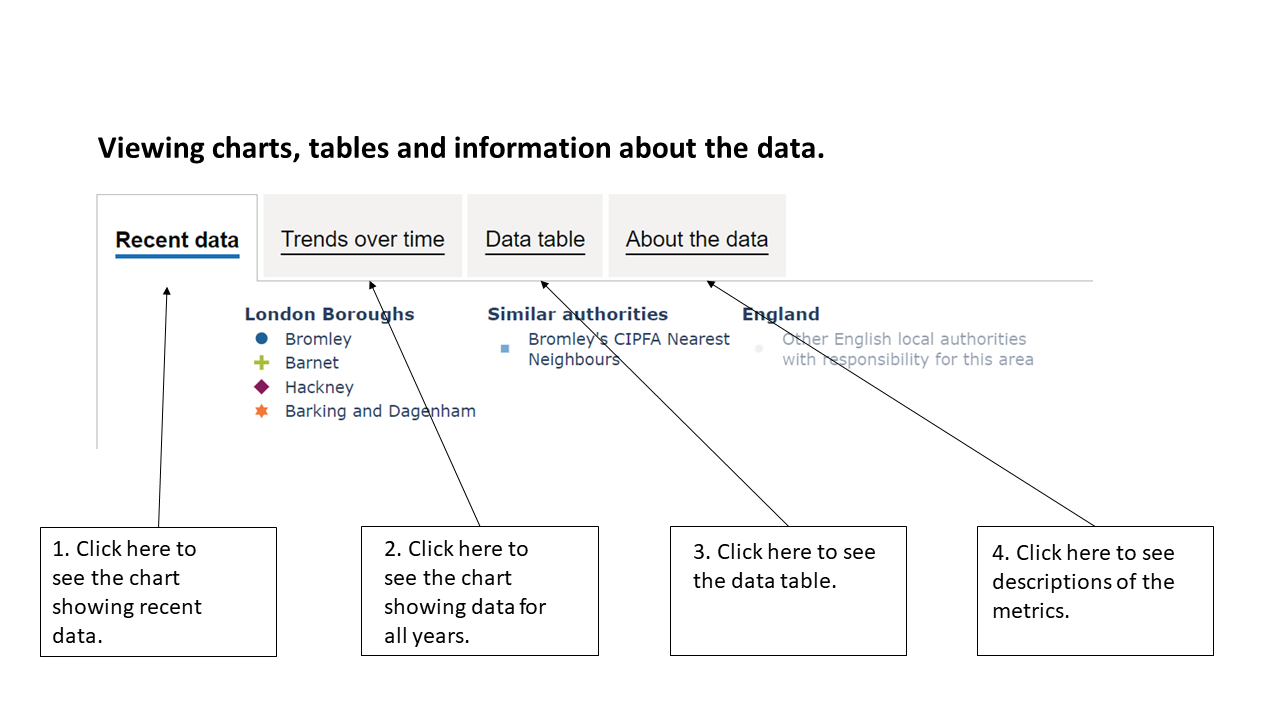 Viewing charts, tables and information about the data.
Recent data
Trends over time
Data table
About the data
London Boroughs
Bromley
Barnet
Hackney
Barking and Dagenham
Similar authorities
Bromley's CIPFA Nearest
Neighbours
England
Other English local authorities
with responsibility for this area
1. Click here to
see the chart
showing recent
data.
2. Click here to
see the chart
showing data for
all years.
3. Click here to see
the data table.
4. Click here to see
descriptions of the
metrics.